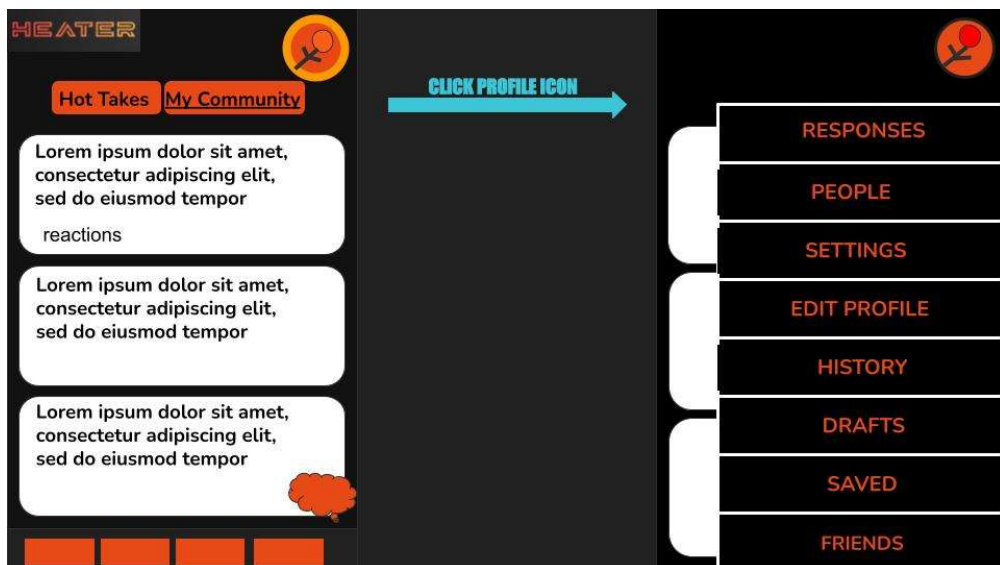 HEATER
Hot Takes
My Community
Lorem ipsum dolor sit amet,
consectetur adipiscing elit,
sed do eiusmod tempor
reactions
Lorem ipsum dolor sit amet,
consectetur adipiscing elit,
sed do eiusmod tempor
Lorem ipsum dolor sit amet,
consectetur adipiscing elit,
sed do eiusmod tempor
CLICK PROFILE ICON
RESPONSES
PEOPLE
SETTINGS
EDIT PROFILE
HISTORY
DRAFTS
SAVED
FRIENDS